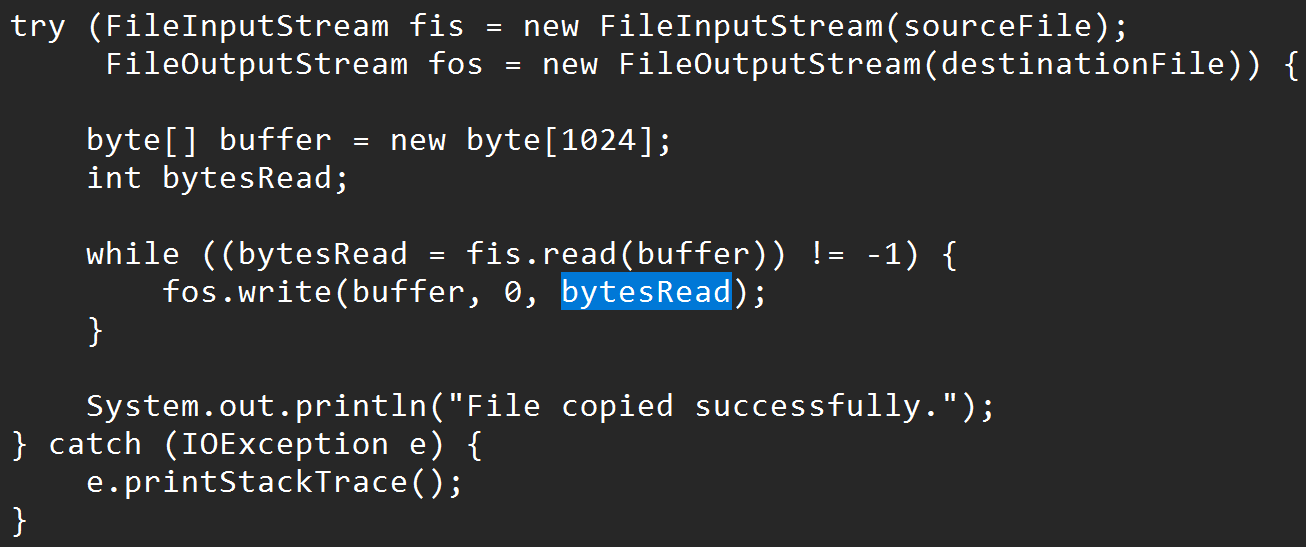 try (FileInputStream fis = new FileInputStream(sourceFile);
     FileOutputStream fos = new FileOutputStream(destinationFile)) {

    byte[] buffer = new byte[1024];
    int bytesRead;

    while ((bytesRead = fis.read(buffer)) != -1) {
        fos.write(buffer, 0, bytesRead);
    }

    System.out.println("File copied successfully.");
} catch (IOException e) {
    e.printStackTrace();
}